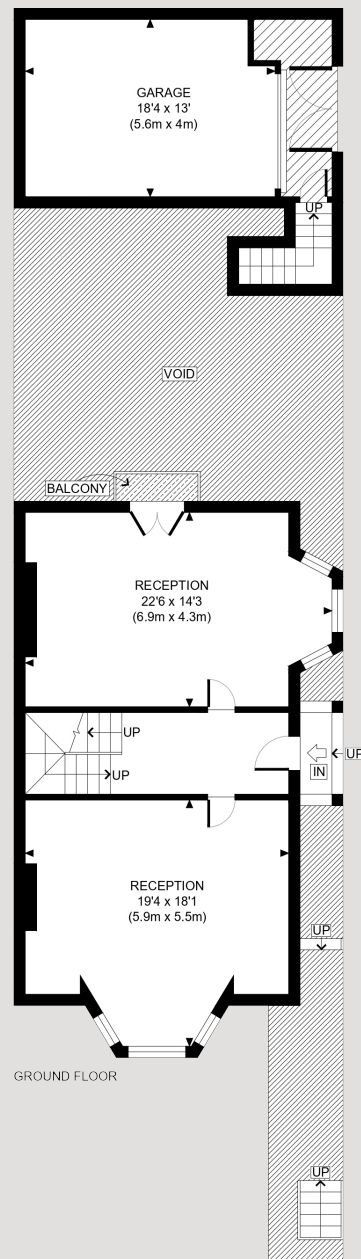 GARAGE
18'4 x 13'
(5.6m x 4m)
UP
VOID
BALCONY
RECEPTION
22'6 x 14'3
(6.9m x 4.3m)
UP
UP
IN
UP
RECEPTION
19'4 x 18'1
(5.9m x 5.5m)
UP
GROUND FLOOR
UP